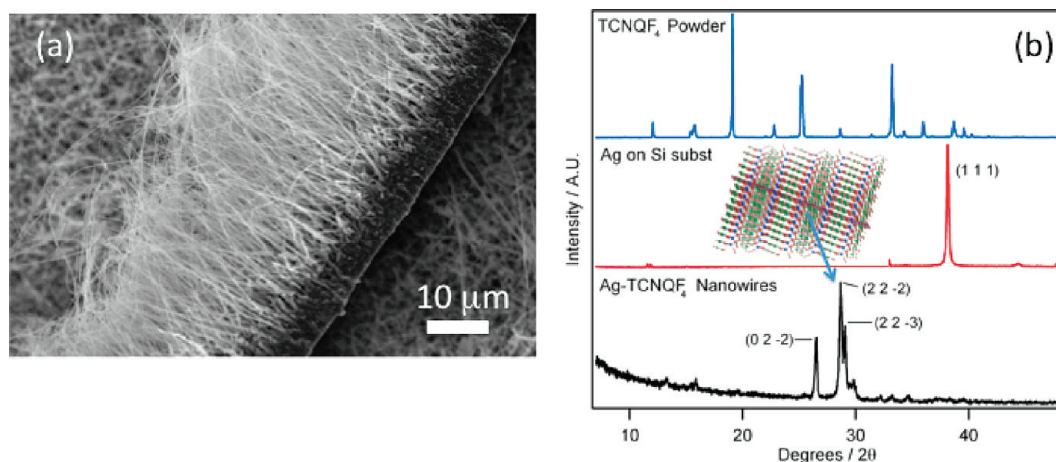 (a)
10 μm
(b)
TCNQF₄ Powder
Ag on Si subst
(1 1 1)
Ag-TCNQF₄ Nanowires
(2 2 -2)
(2 2 -3)
(0 2 -2)
Intensity / A.U.
10 20 30 40
Degrees / 2θ